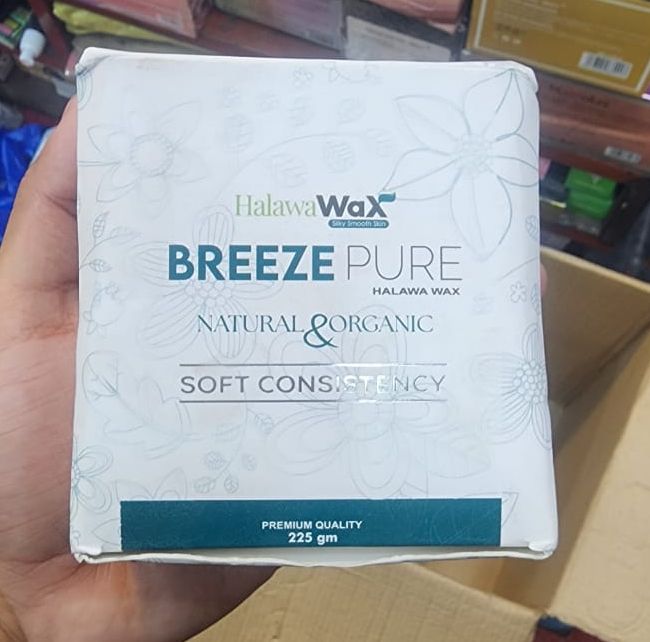 HalawaWaX
Silky Smooth Skin
BREEZE PURE
HALAWA WAX
NATURAL & ORGANIC
SOFT CONSISTENCY
PREMIUM QUALITY
225 gm